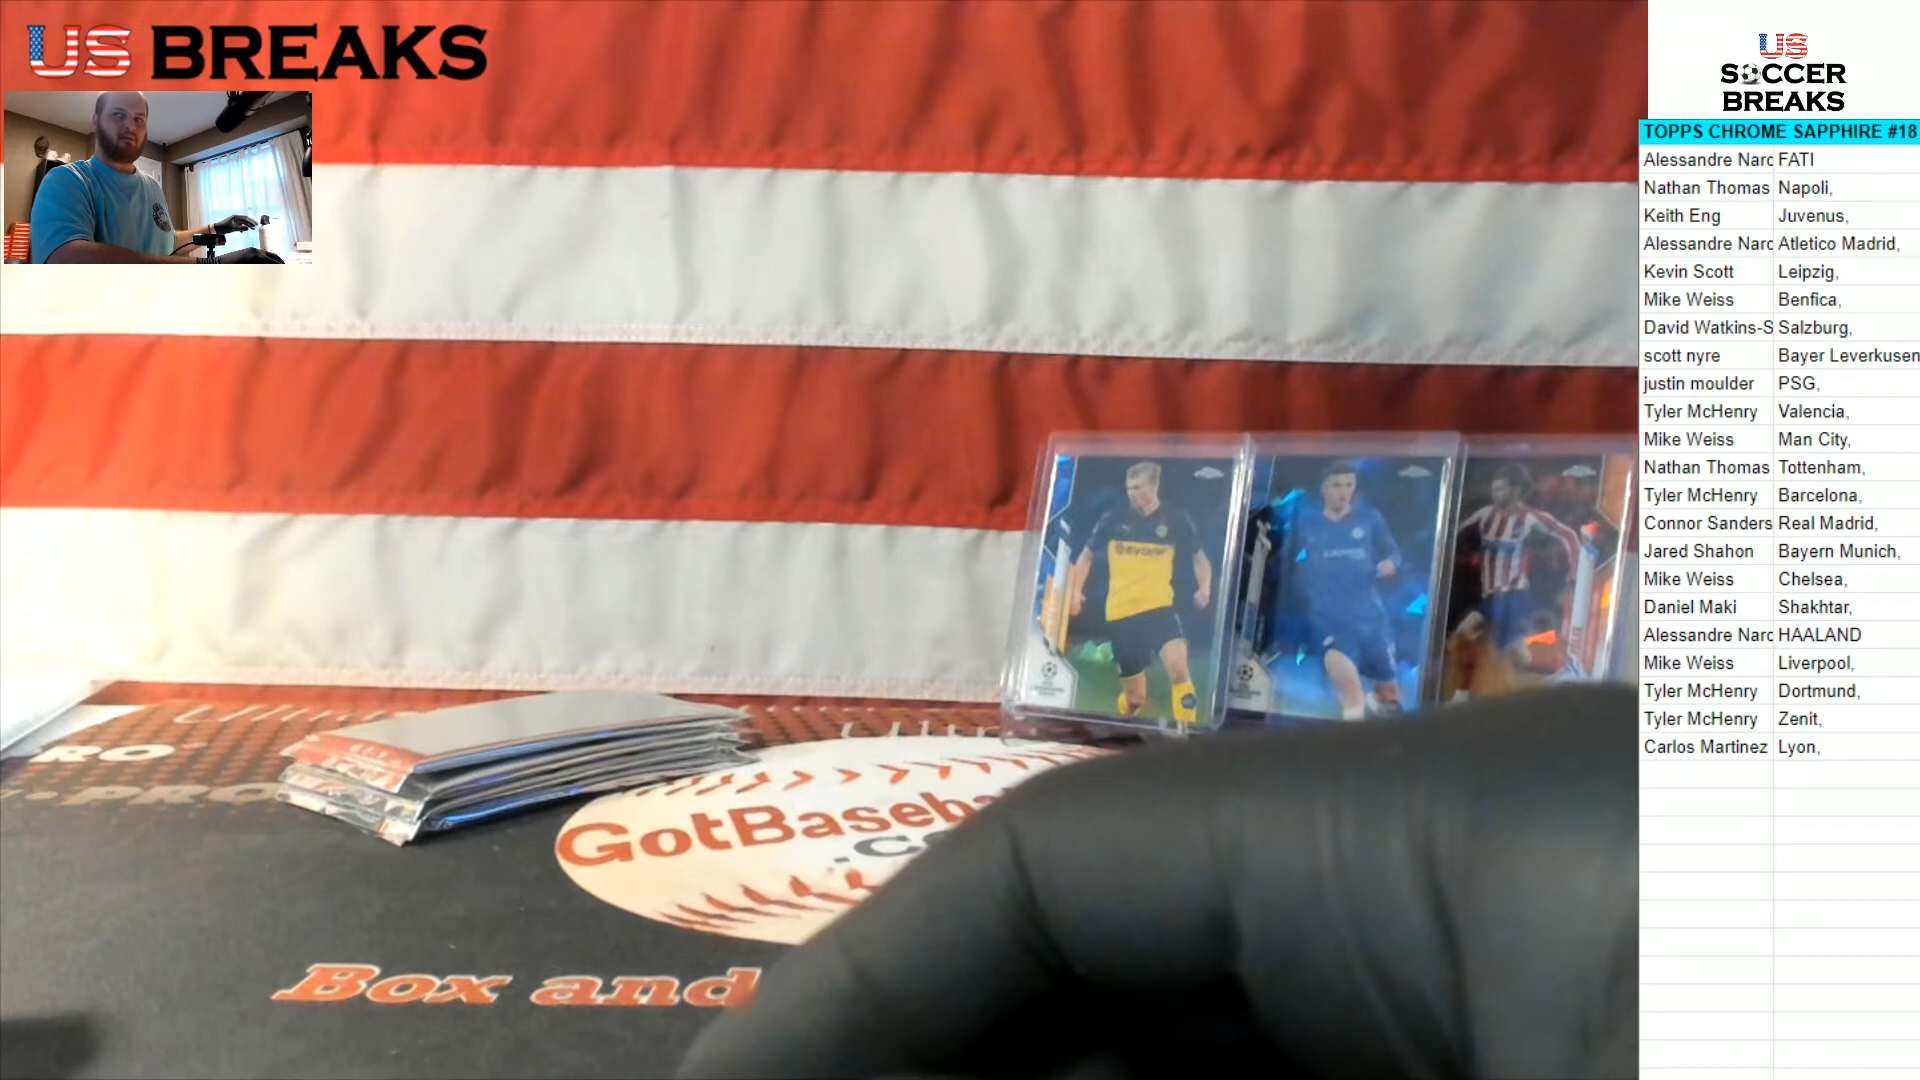 US BREAKS
US
SOCCER
BREAKS
TOPPS CHROME SAPPHIRE #18
Alessandre Narc FATI
Nathan Thomas Napoli,
Keith Eng Juvenus,
Alessandre Narc Atletico Madrid,
Kevin Scott Leipzig,
Mike Weiss Benfica,
David Watkins-S Salzburg,
scott nyre Bayer Leverkusen
justin moulder PSG,
Tyler McHenry Valencia,
Mike Weiss Man City,
Nathan Thomas Tottenham,
Tyler McHenry Barcelona,
Connor Sanders Real Madrid,
Jared Shahon Bayern Munich,
Mike Weiss Chelsea,
Daniel Maki Shakhtar,
Alessandre Narc HAALAND
Mike Weiss Liverpool,
Tyler McHenry Dortmund,
Tyler McHenry Zenit,
Carlos Martinez Lyon,
RO
PRO
GotBaseba
.C
Box and